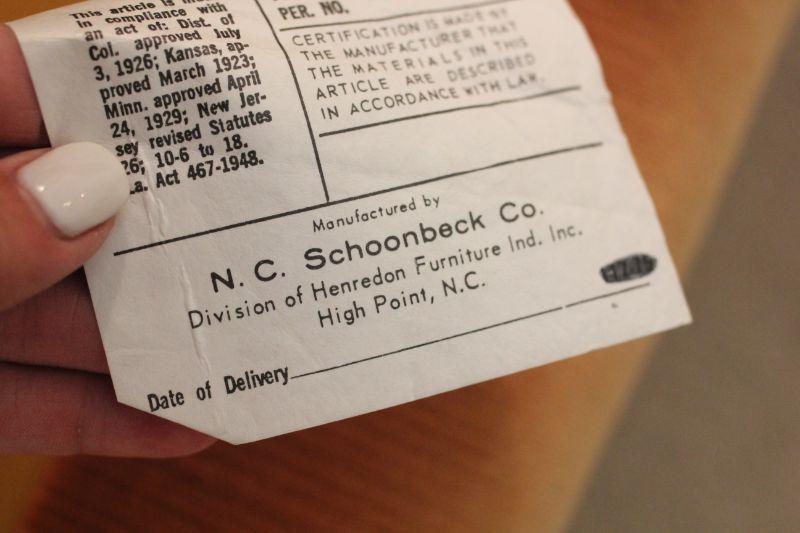 This article is made
in compliance with
an act of: Dist. of
Col. approved July
3, 1926; Kansas, ap-
proved March 1923;
Minn. approved April
24, 1929; New Jer-
sey revised Statutes
26; 10-6 to 18.
La. Act 467-1948.
PER. NO.
CERTIFICATION IS MADE BY
THE MANUFACTURER THAT
THE MATERIALS IN THIS
ARTICLE ARE DESCRIBED
IN ACCORDANCE WITH LAW.
Manufactured by
N. C. Schoonbeck Co.
Division of Henredon Furniture Ind. Inc.
High Point, N.C.
Date of Delivery